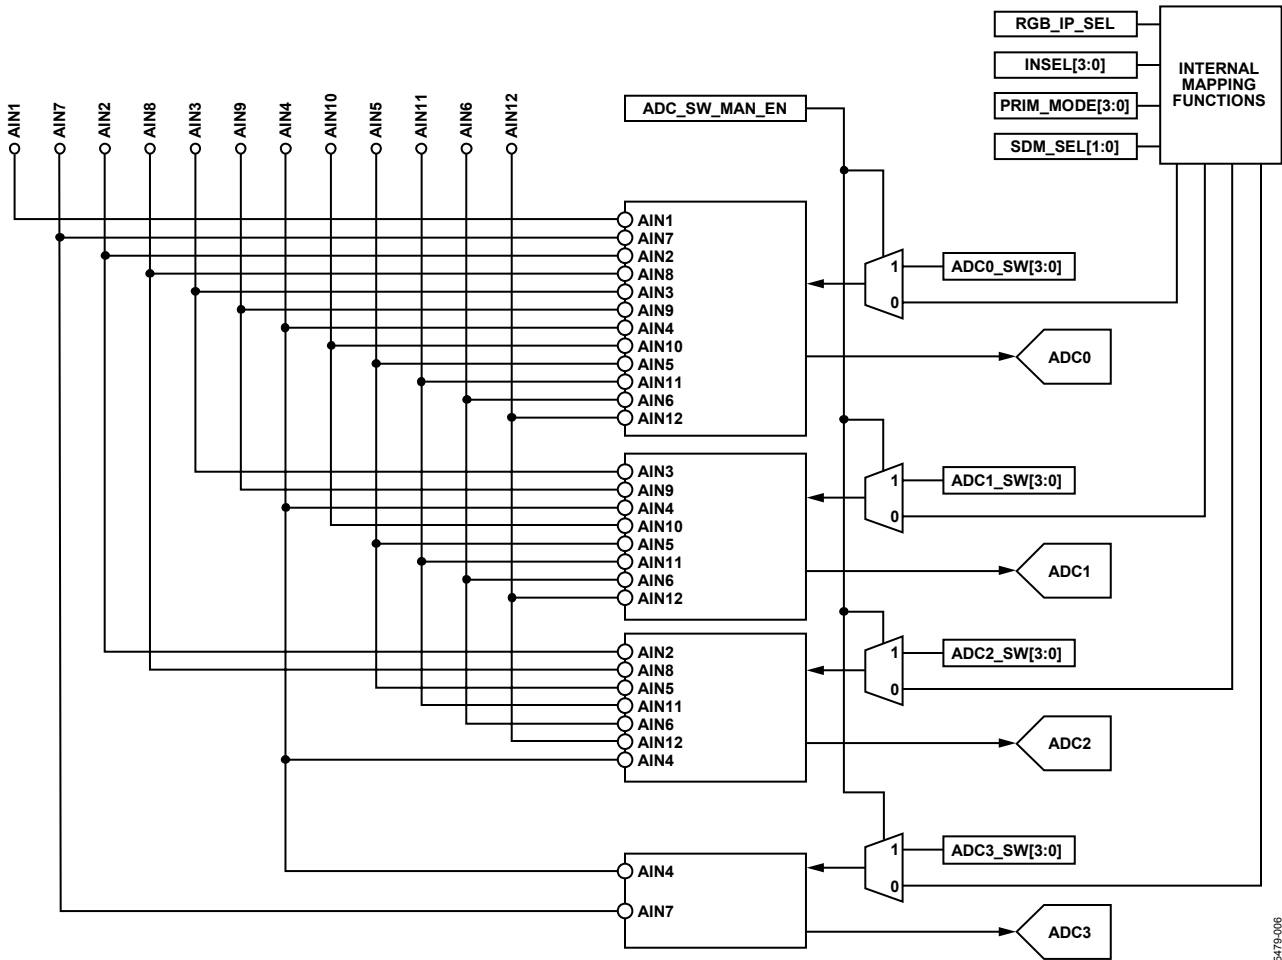 RGB_IP_SEL
INSEL[3:0]
PRIM_MODE[3:0]
SDM_SEL[1:0]
INTERNAL
MAPPING
FUNCTIONS
AIN1
AIN7
AIN2
AIN8
AIN3
AIN9
AIN4
AIN10
AIN5
AIN11
AIN6
AIN12
ADC_SW_MAN_EN
AIN1
AIN7
AIN2
AIN8
AIN3
AIN9
AIN4
AIN10
AIN5
AIN11
AIN6
AIN12
1
0
ADC0_SW[3:0]
ADC0
AIN3
AIN9
AIN4
AIN10
AIN5
AIN11
AIN6
AIN12
1
0
ADC1_SW[3:0]
ADC1
AIN2
AIN8
AIN5
AIN11
AIN6
AIN12
AIN4
1
0
ADC2_SW[3:0]
ADC2
AIN4
AIN7
1
0
ADC3_SW[3:0]
ADC3